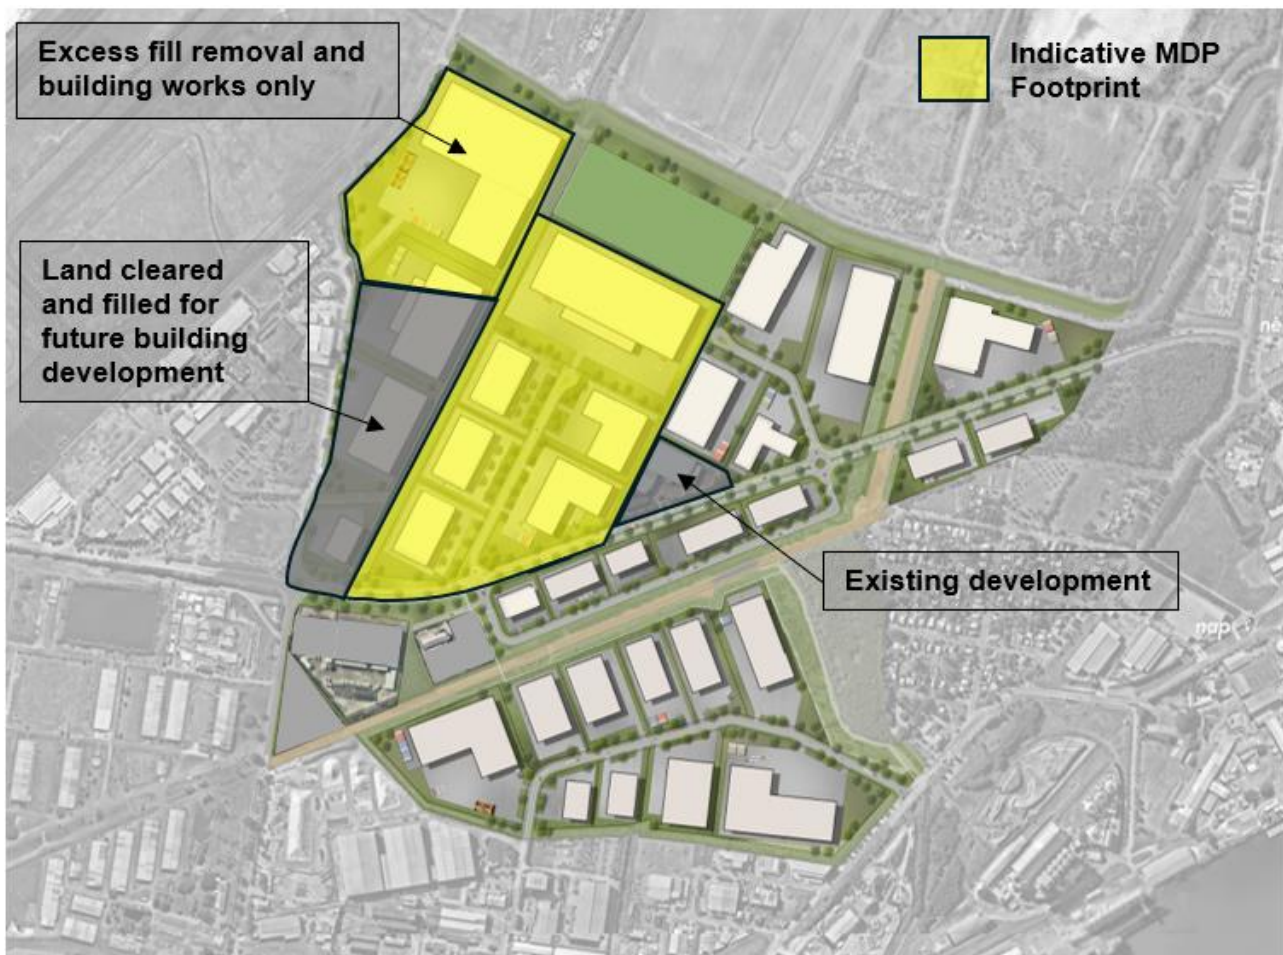 Excess fill removal and
building works only
Indicative MDP
Footprint
Land cleared
and filled for
future building
development
Existing development